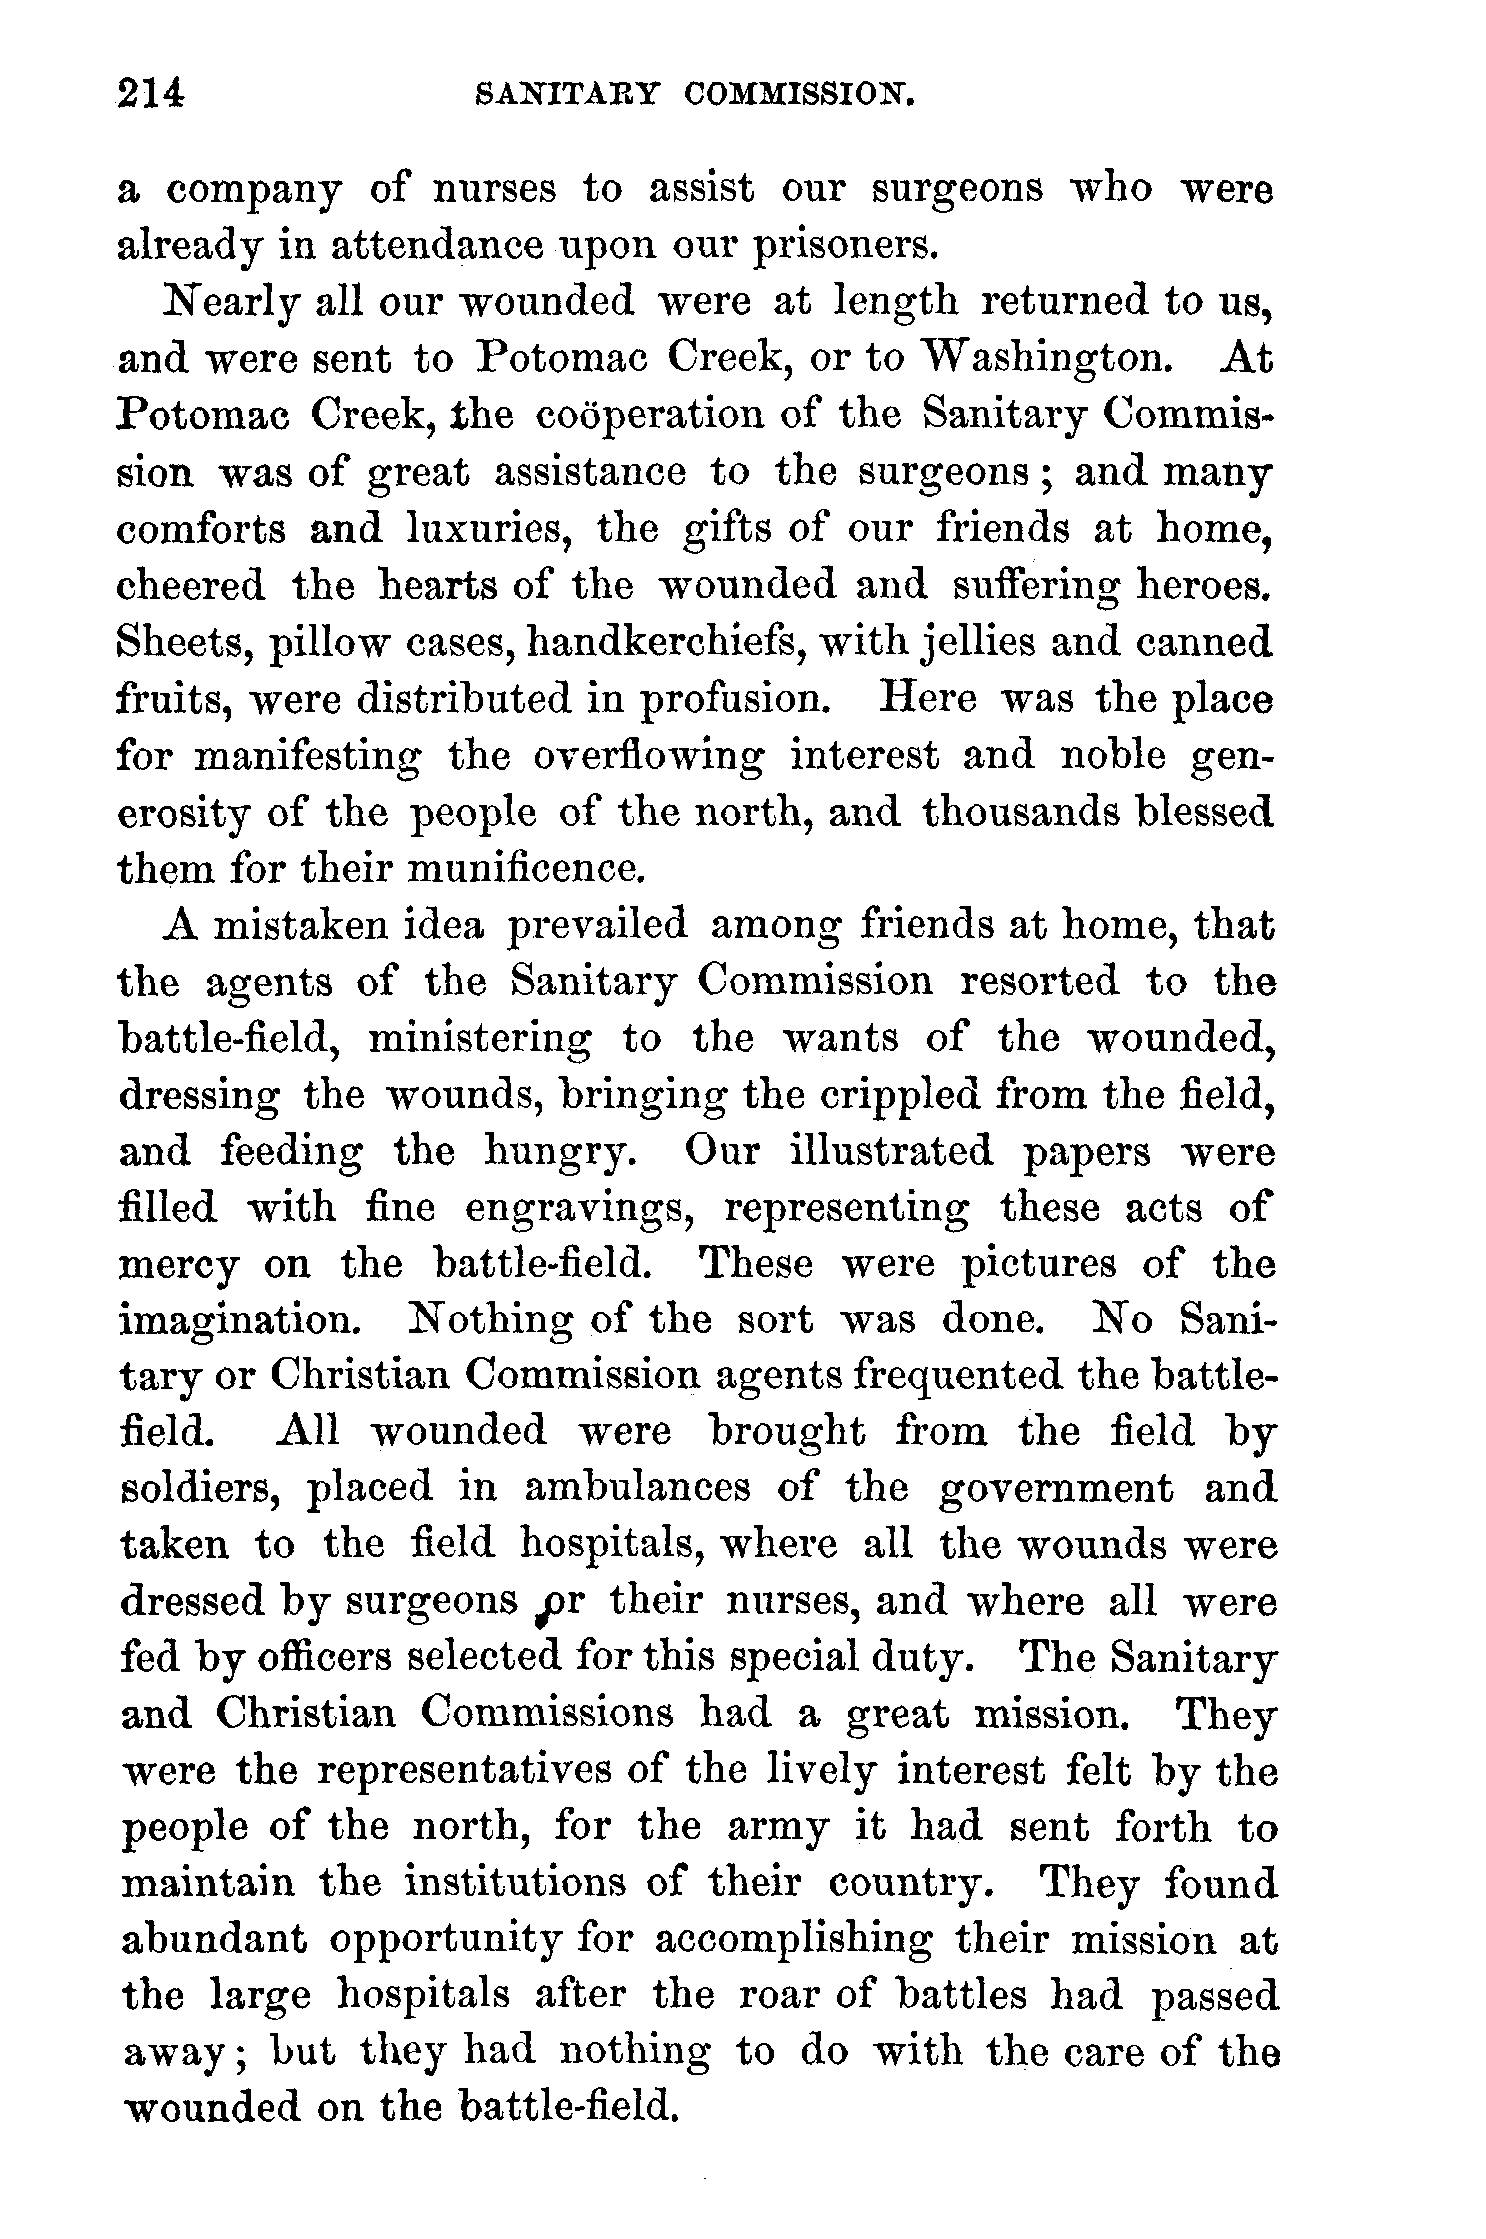 214 SANITARY COMMISSION.
a company of nurses to assist our surgeons who were
already in attendance upon our prisoners.
Nearly all our wounded were at length returned to us,
and were sent to Potomac Creek, or to Washington. At
Potomac Creek, the coöperation of the Sanitary Commis-
sion was of great assistance to the surgeons; and many
comforts and luxuries, the gifts of our friends at home,
cheered the hearts of the wounded and suffering heroes.
Sheets, pillow cases, handkerchiefs, with jellies and canned
fruits, were distributed in profusion. Here was the place
for manifesting the overflowing interest and noble gen-
erosity of the people of the north, and thousands blessed
them for their munificence.
A mistaken idea prevailed among friends at home, that
the agents of the Sanitary Commission resorted to the
battle-field, ministering to the wants of the wounded,
dressing the wounds, bringing the crippled from the field,
and feeding the hungry. Our illustrated papers were
filled with fine engravings, representing these acts of
mercy on the battle-field. These were pictures of the
imagination. Nothing of the sort was done. No Sani-
tary or Christian Commission agents frequented the battle-
field. All wounded were brought from the field by
soldiers, placed in ambulances of the government and
taken to the field hospitals, where all the wounds were
dressed by surgeons or their nurses, and where all were
fed by officers selected for this special duty. The Sanitary
and Christian Commissions had a great mission. They
were the representatives of the lively interest felt by the
people of the north, for the army it had sent forth to
maintain the institutions of their country. They found
abundant opportunity for accomplishing their mission at
the large hospitals after the roar of battles had passed
away; but they had nothing to do with the care of the
wounded on the battle-field.